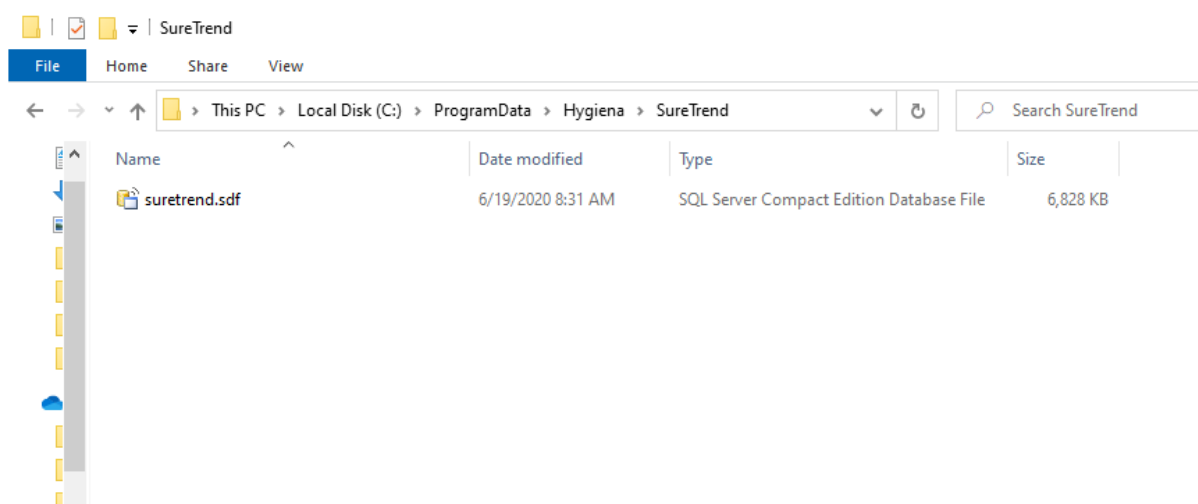 SureTrend
File Home Share View
This PC > Local Disk (C:) > ProgramData > Hygiena > SureTrend Search SureTrend
Name Date modified Type Size
suretrend.sdf 6/19/2020 8:31 AM SQL Server Compact Edition Database File 6,828 KB